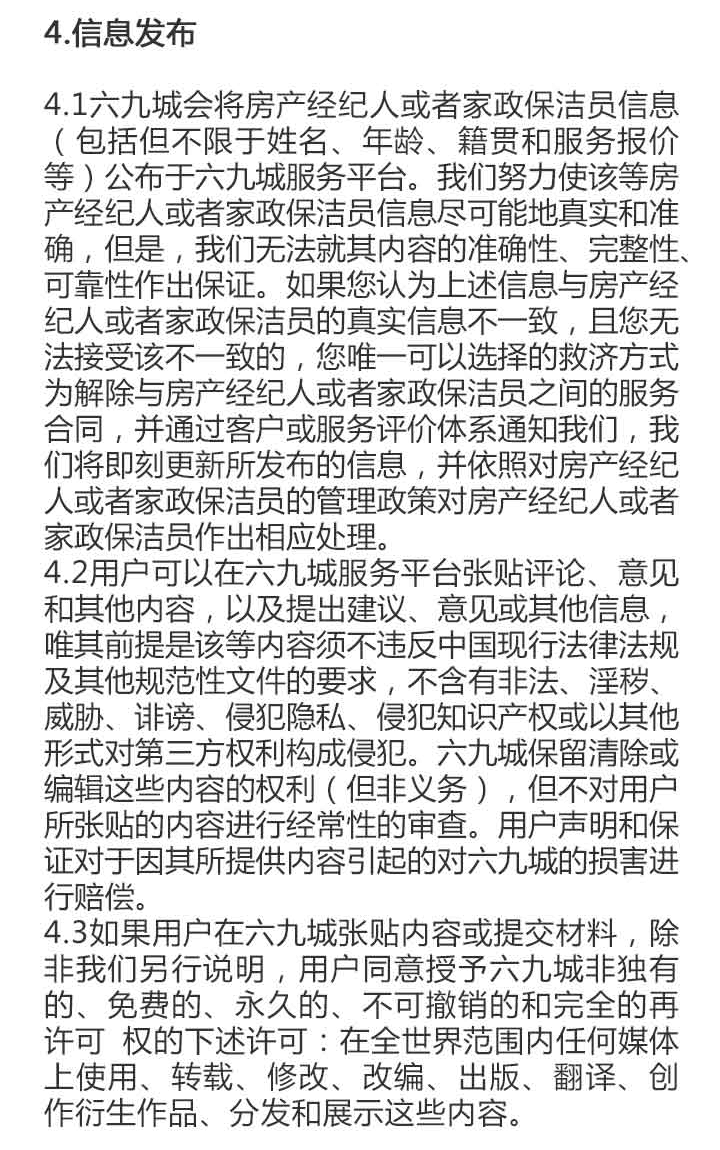 4.信息发布
4.1六九城会将房产经纪人或者家政保洁员信息
（包括但不限于姓名、年龄、籍贯和服务报价
等）公布于六九城服务平台。我们努力使该等房
产经纪人或者家政保洁员信息尽可能地真实和准
确，但是，我们无法就其内容的准确性、完整性、
可靠性作出保证。如果您认为上述信息与房产经
纪人或者家政保洁员的真实信息不一致，且您无
法接受该不一致的，您唯一可以选择的救济方式
为解除与房产经纪人或者家政保洁员之间的服务
合同，并通过客户或服务评价体系通知我们，我
们将即刻更新所发布的信息，并依照对房产经纪
人或者家政保洁员的管理政策对房产经纪人或者
家政保洁员作出相应处理。
4.2用户可以在六九城服务平台张贴评论、意见
和其他内容，以及提出建议、意见或其他信息，
唯其前提是该等内容须不违反中国现行法律法规
及其他规范性文件的要求，不含有非法、淫秽、
威胁、诽谤、侵犯隐私、侵犯知识产权或以其他
形式对第三方权利构成侵犯。六九城保留清除或
编辑这些内容的权利（但非义务），但不对用户
所张贴的内容进行经常性的审查。用户声明和保
证对于因其所提供内容引起的对六九城的损害进
行赔偿。
4.3如果用户在六九城张贴内容或提交材料，除
非我们另行说明，用户同意授予六九城非独有
的、免费的、永久的、不可撤销的和完全的再
许可 权的下述许可：在全世界范围内任何媒体
上使用、转载、修改、改编、出版、翻译、创
作衍生作品、分发和展示这些内容。